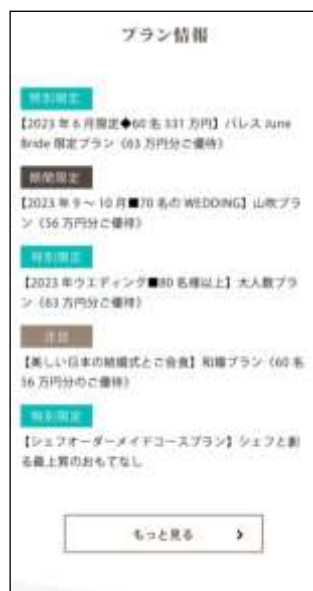 プラン情報
特別限定
【2023年6月限定◆60名331万円】パレス June
Bride 限定プラン《63万円分ご優待》
期間限定
【2023年9～10月■70名のWEDDING】山吹プラ
ン《56万円分ご優待》
特別限定
【2023年ウエディング■80名様以上】大人数プラ
ン《63万円分ご優待》
注目
【美しい日本の結婚式とご会食】和婚プラン《60名
56万円分のご優待》
特別限定
【シェフオーダーメイドコースプラン】シェフと創
る最上質のおもてなし
もっと見る